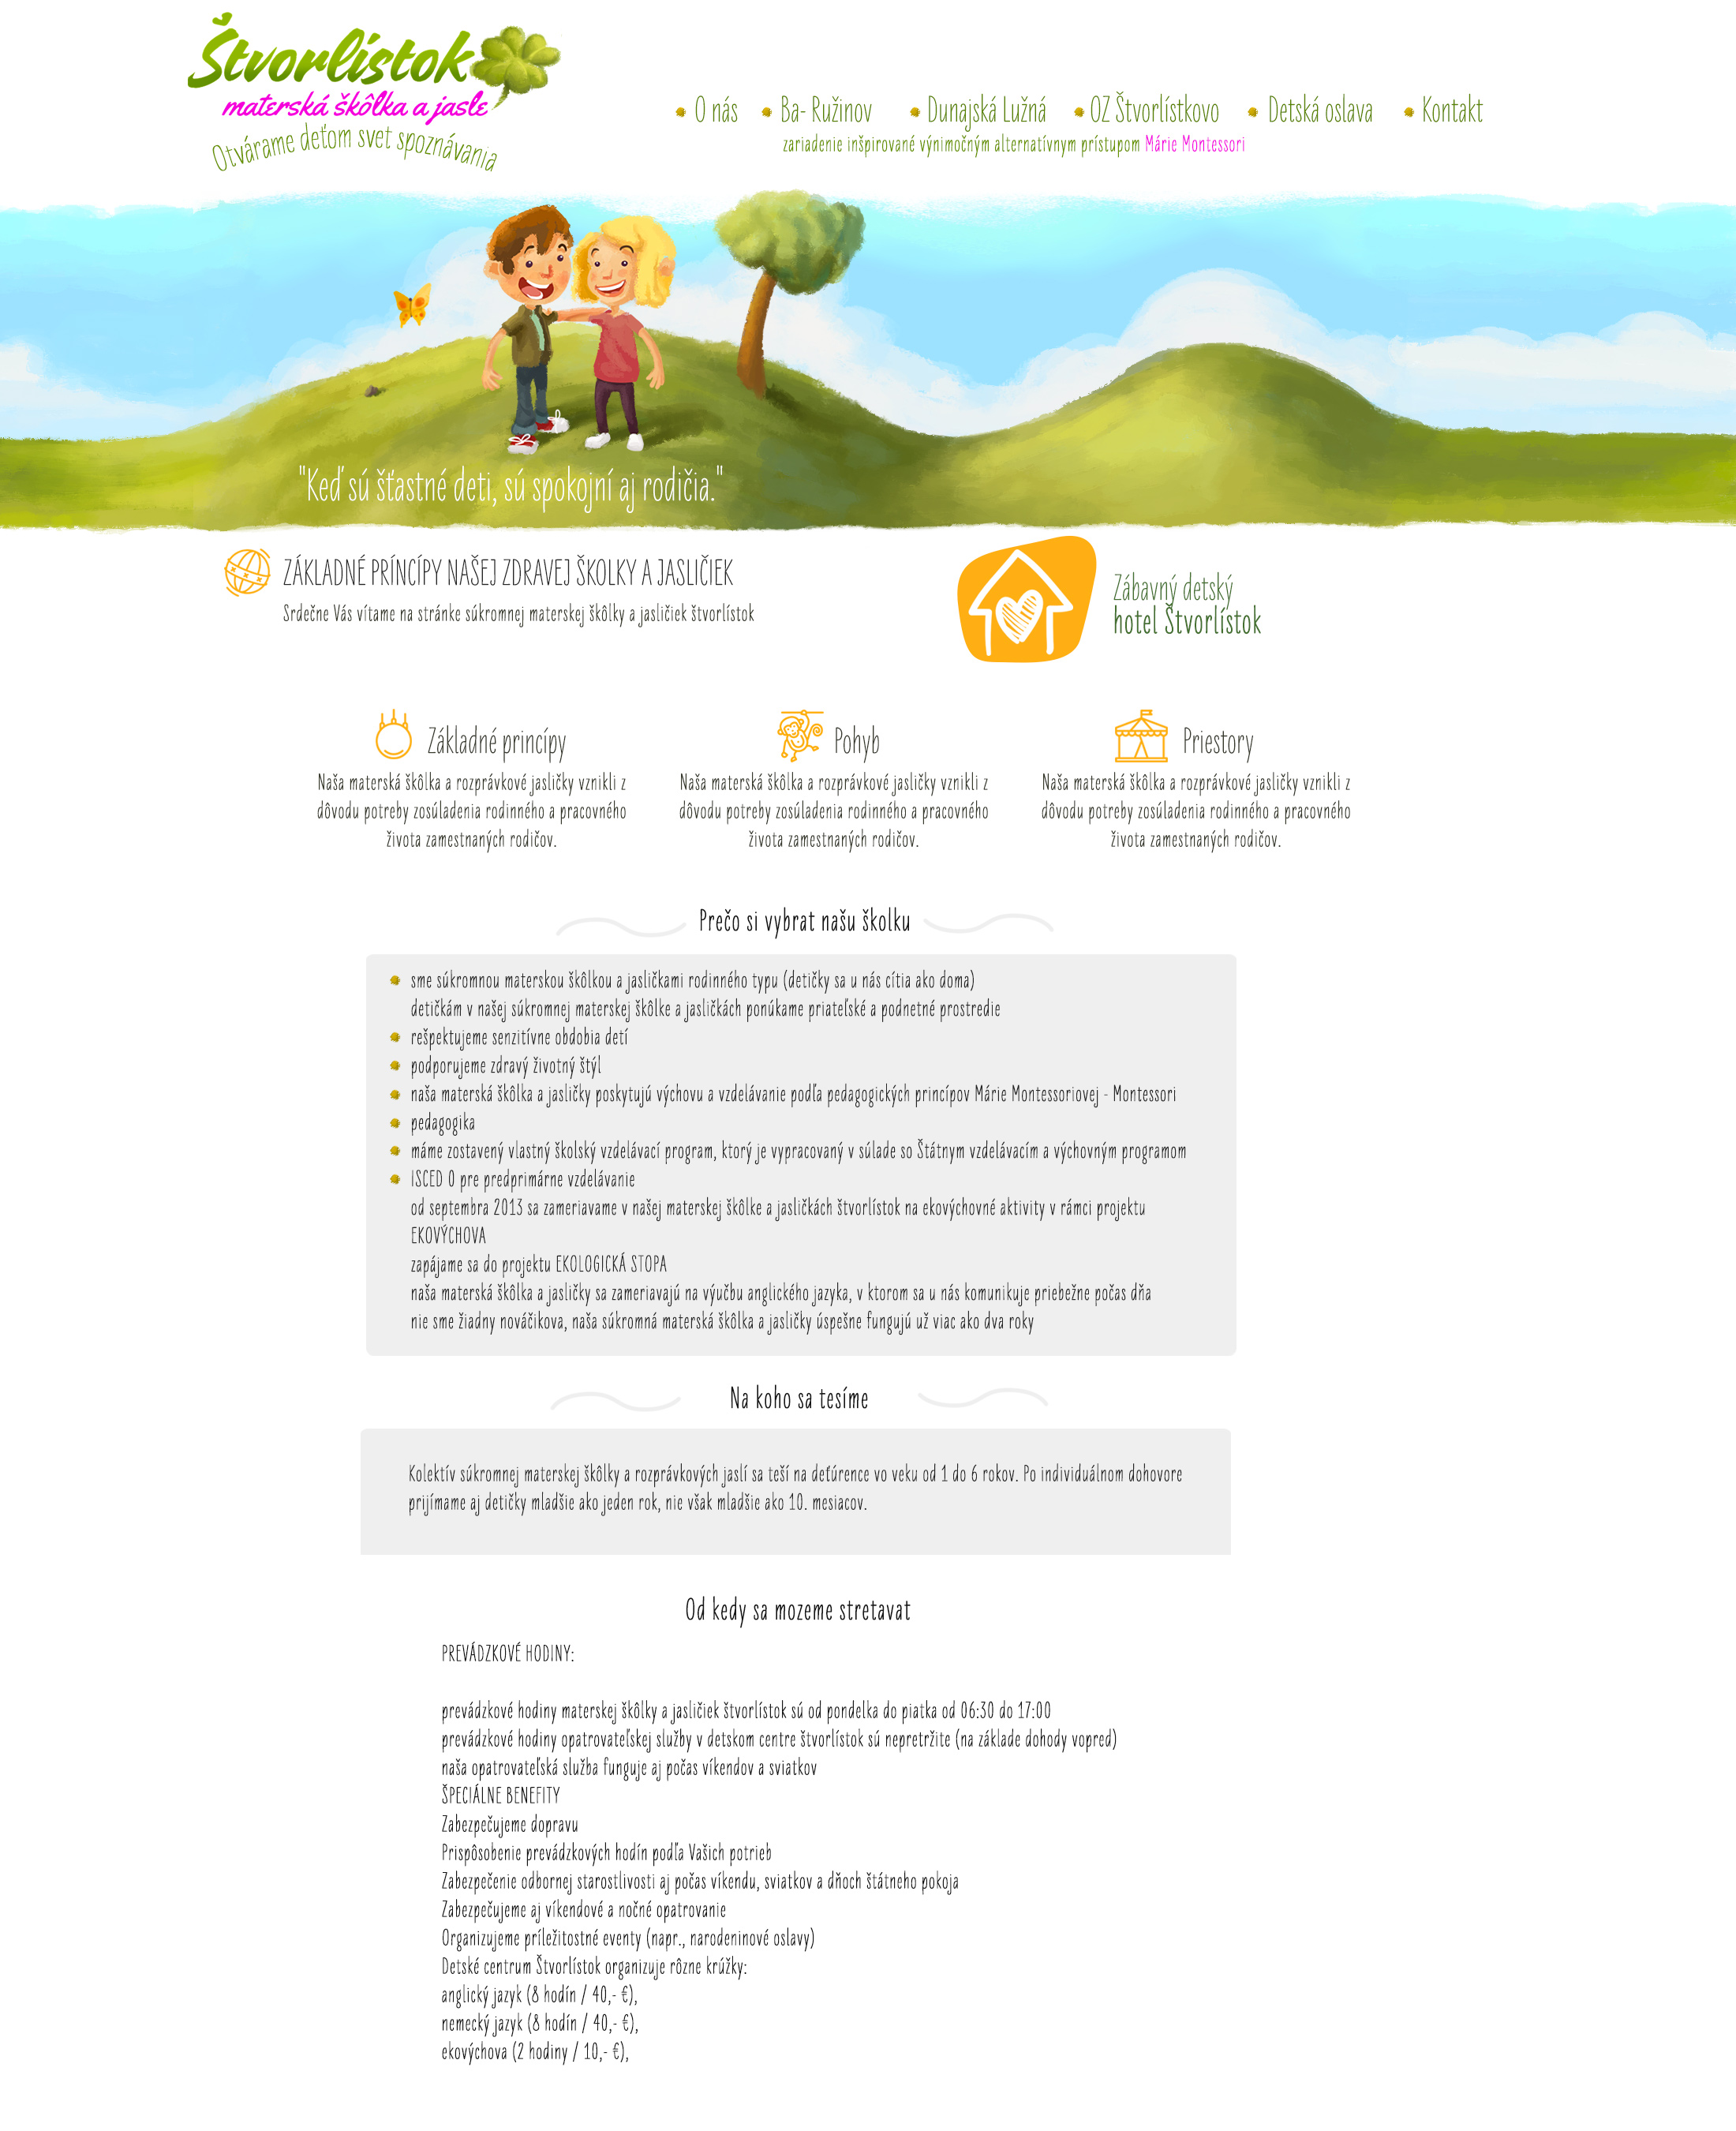 Štvorlístok
materská škôlka a jasle
Otvárame deťom svet spoznávania
O nás Ba- Ružinov Dunajská Lužná OZ Štvorlístkovo Detská oslava Kontakt
zariadenie inšpirované výnimočným alternatívnym prístupom Márie Montessori
"Keď sú šťastné deti, sú spokojní aj rodičia."
ZÁKLADNÉ PRÍNCÍPY NAŠEJ ZDRAVEJ ŠKOLKY A JASLIČIEK
Srdečne Vás vítame na stránke súkromnej materskej škôlky a jasličiek štvorlístok
Zábavný detský
hotel Štvorlístok
Základné princípy
Naša materská škôlka a rozprávkové jasličky vznikli z
dôvodu potreby zosúladenia rodinného a pracovného
života zamestnaných rodičov.
Pohyb
Naša materská škôlka a rozprávkové jasličky vznikli z
dôvodu potreby zosúladenia rodinného a pracovného
života zamestnaných rodičov.
Priestory
Naša materská škôlka a rozprávkové jasličky vznikli z
dôvodu potreby zosúladenia rodinného a pracovného
života zamestnaných rodičov.
Prečo si vybrat našu školku
sme súkromnou materskou škôlkou a jasličkami rodinného typu (detičky sa u nás cítia ako doma)
detičkám v našej súkromnej materskej škôlke a jasličkách ponúkame priateľské a podnetné prostredie
rešpektujeme senzitívne obdobia detí
podporujeme zdravý životný štýl
naša materská škôlka a jasličky poskytujú výchovu a vzdelávanie podľa pedagogických princípov Márie Montessoriovej - Montessori
pedagogika
máme zostavený vlastný školský vzdelávací program, ktorý je vypracovaný v súlade so Štátnym vzdelávacím a výchovným programom
ISCED 0 pre predprimárne vzdelávanie
od septembra 2013 sa zameriavame v našej materskej škôlke a jasličkách štvorlístok na ekovýchovné aktivity v rámci projektu
EKOVÝCHOVA
zapájame sa do projektu EKOLOGICKÁ STOPA
naša materská škôlka a jasličky sa zameriavajú na výučbu anglického jazyka, v ktorom sa u nás komunikuje priebežne počas dňa
nie sme žiadny nováčikova, naša súkromná materská škôlka a jasličky úspešne fungujú už viac ako dva roky
Na koho sa tesíme
Kolektív súkromnej materskej škôlky a rozprávkových jaslí sa teší na deťúrence vo veku od 1 do 6 rokov. Po individuálnom dohovore
prijímame aj detičky mladšie ako jeden rok, nie však mladšie ako 10. mesiacov.
Od kedy sa mozeme stretavat
PREVÁDZKOVÉ HODINY:
prevádzkové hodiny materskej škôlky a jasličiek štvorlístok sú od pondelka do piatka od 06:30 do 17:00
prevádzkové hodiny opatrovateľskej služby v detskom centre štvorlístok sú nepretržite (na základe dohody vopred)
naša opatrovateľská služba funguje aj počas víkendov a sviatkov
ŠPECIÁLNE BENEFITY
Zabezpečujeme dopravu
Prispôsobenie prevádzkových hodín podľa Vašich potrieb
Zabezpečenie odbornej starostlivosti aj počas víkendu, sviatkov a dňoch štátneho pokoja
Zabezpečujeme aj víkendové a nočné opatrovanie
Organizujeme príležitostné eventy (napr., narodeninové oslavy)
Detské centrum Štvorlístok organizuje rôzne krúžky:
anglický jazyk (8 hodín / 40,- €),
nemecký jazyk (8 hodín / 40,- €),
ekovýchova (2 hodiny / 10,- €),